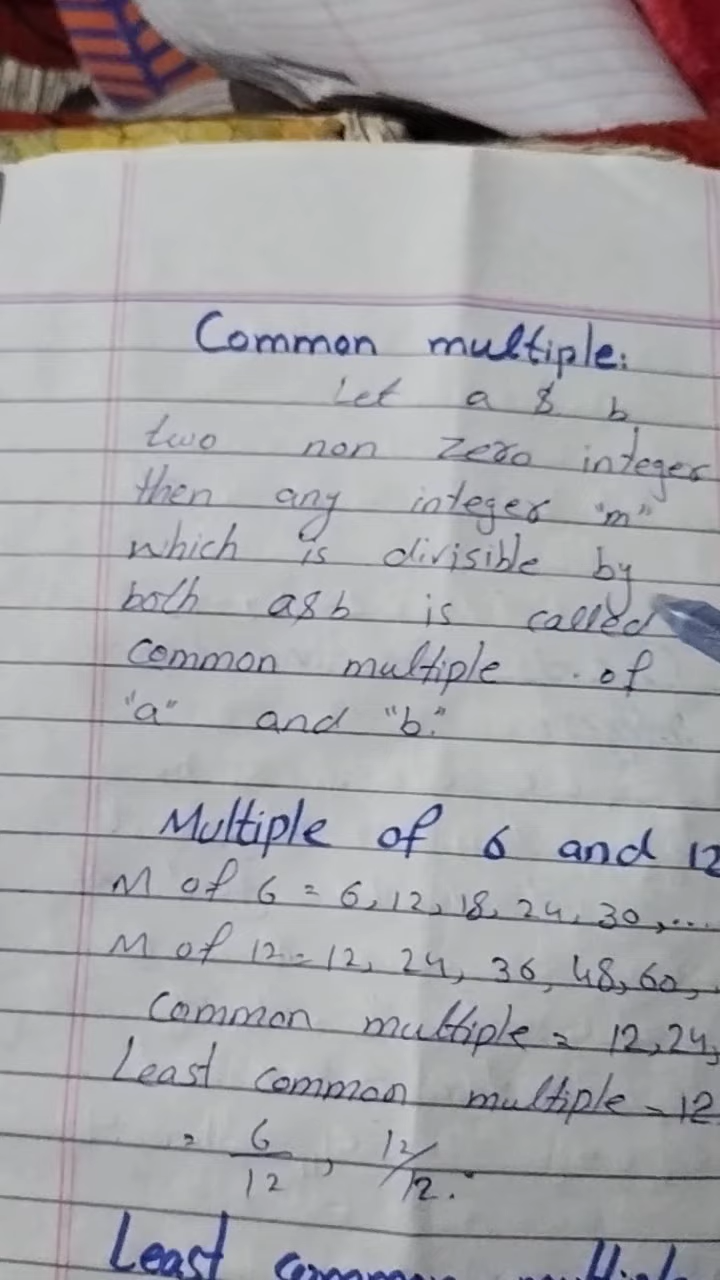 Common multiple:
Let a & b
two non zero integer
then any integer "m"
which is divisible by
both a&b is called
common multiple of
"a" and "b."
Multiple of 6 and 12
M of 6 = 6, 12, 18, 24, 30, ...
M of 12 = 12, 24, 36, 48, 60, .
Common multiple = 12, 24,
Least common multiple = 12
= 6/12, 12/12.
Least common